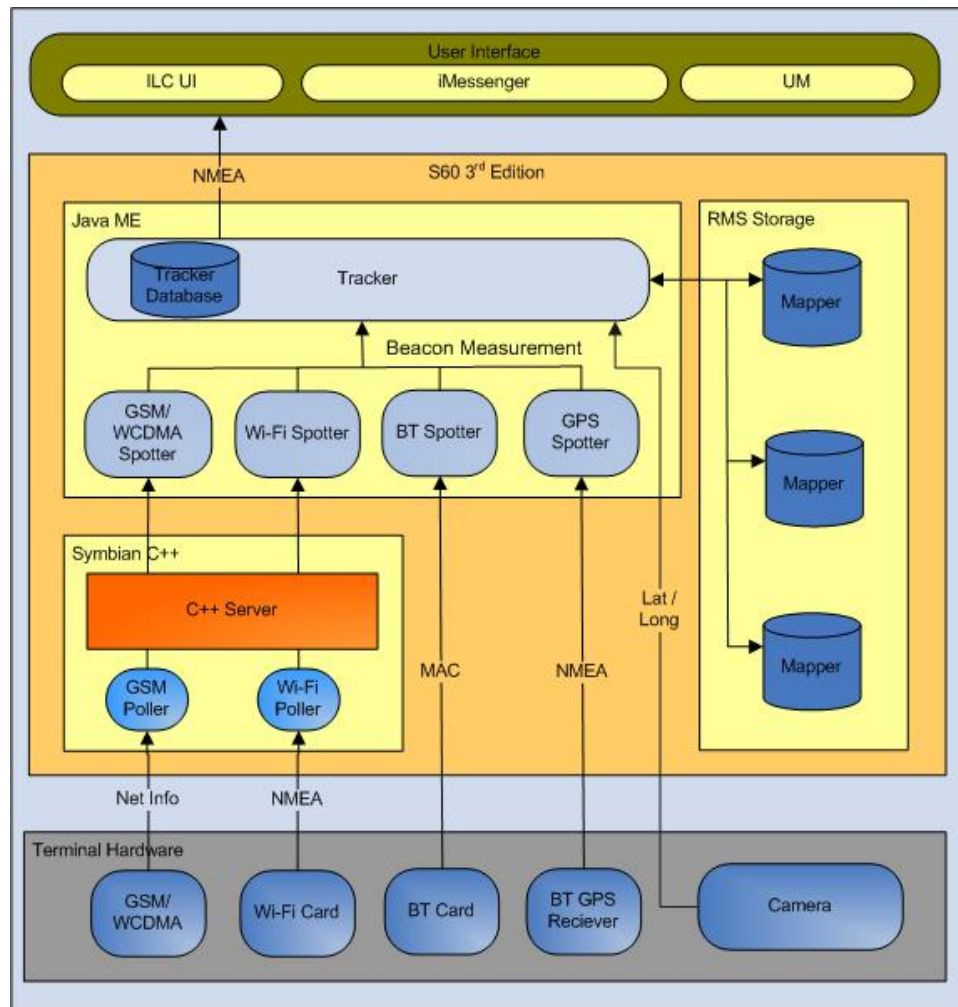 User Interface
ILC UI
iMessenger
UM
NMEA
S60 3rd Edition
Java ME
RMS Storage
Tracker
Database
Tracker
Mapper
Beacon Measurement
GSM/
WCDMA
Spotter
Wi-Fi Spotter
BT Spotter
GPS
Spotter
Mapper
Symbian C++
C++ Server
Lat /
Long
GSM
Poller
Wi-Fi
Poller
MAC
NMEA
Mapper
Net Info
NMEA
Terminal Hardware
GSM/
WCDMA
Wi-Fi Card
BT Card
BT GPS
Reciever
Camera